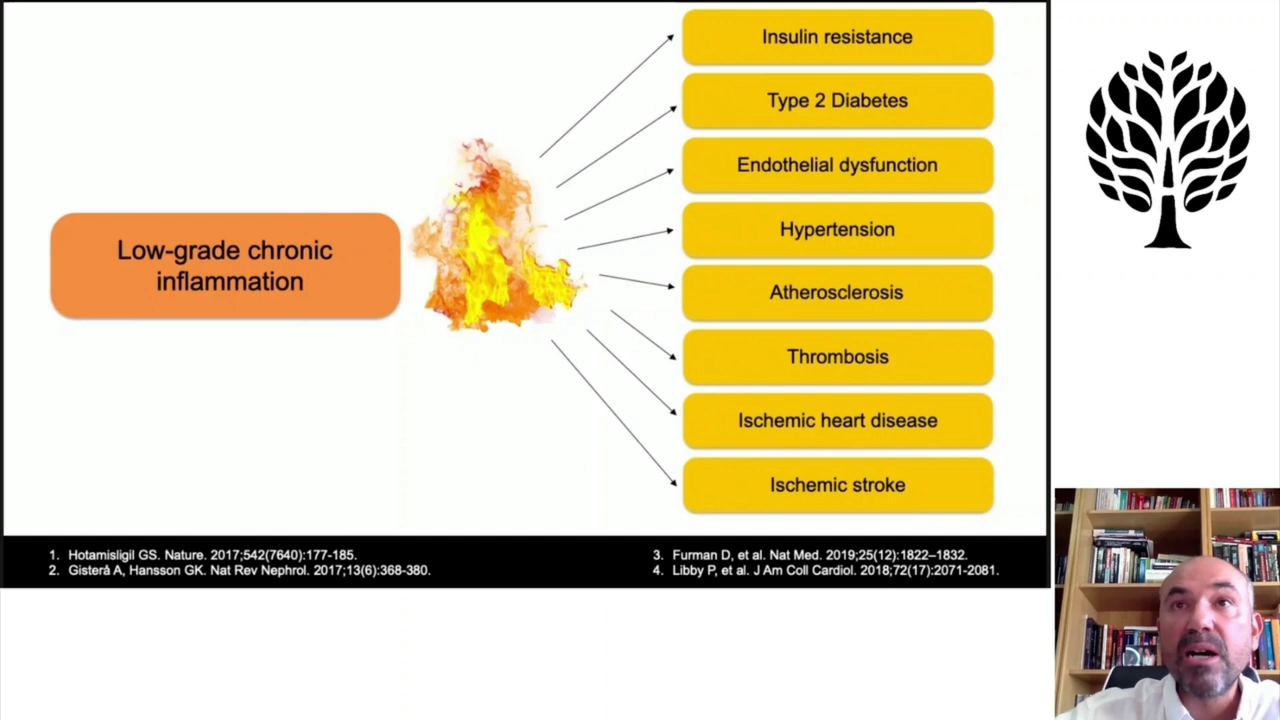 Low-grade chronic
inflammation
Insulin resistance
Type 2 Diabetes
Endothelial dysfunction
Hypertension
Atherosclerosis
Thrombosis
Ischemic heart disease
Ischemic stroke
1. Hotamisligil GS. Nature. 2017;542(7640):177-185.
2. Gisterå A, Hansson GK. Nat Rev Nephrol. 2017;13(6):368-380.
3. Furman D, et al. Nat Med. 2019;25(12):1822–1832.
4. Libby P, et al. J Am Coll Cardiol. 2018;72(17):2071-2081.